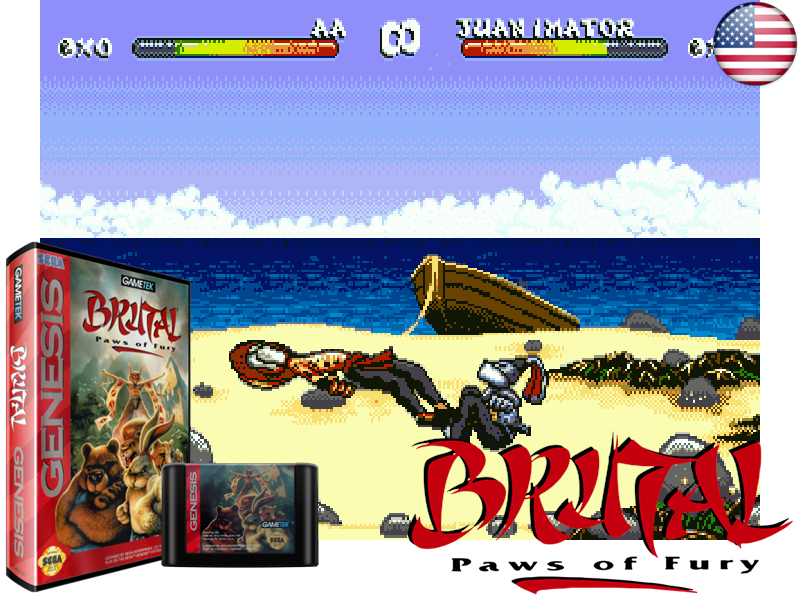 AA
JUAN IMATOR
0X0
SEGA
GENESIS
GAMETEK
BRUTAL
Paws of Fury
GAMETEK
BRUTAL
GENESIS
SEGA
GENESIS
GAMETEK
BRUTAL
Paws of Fury